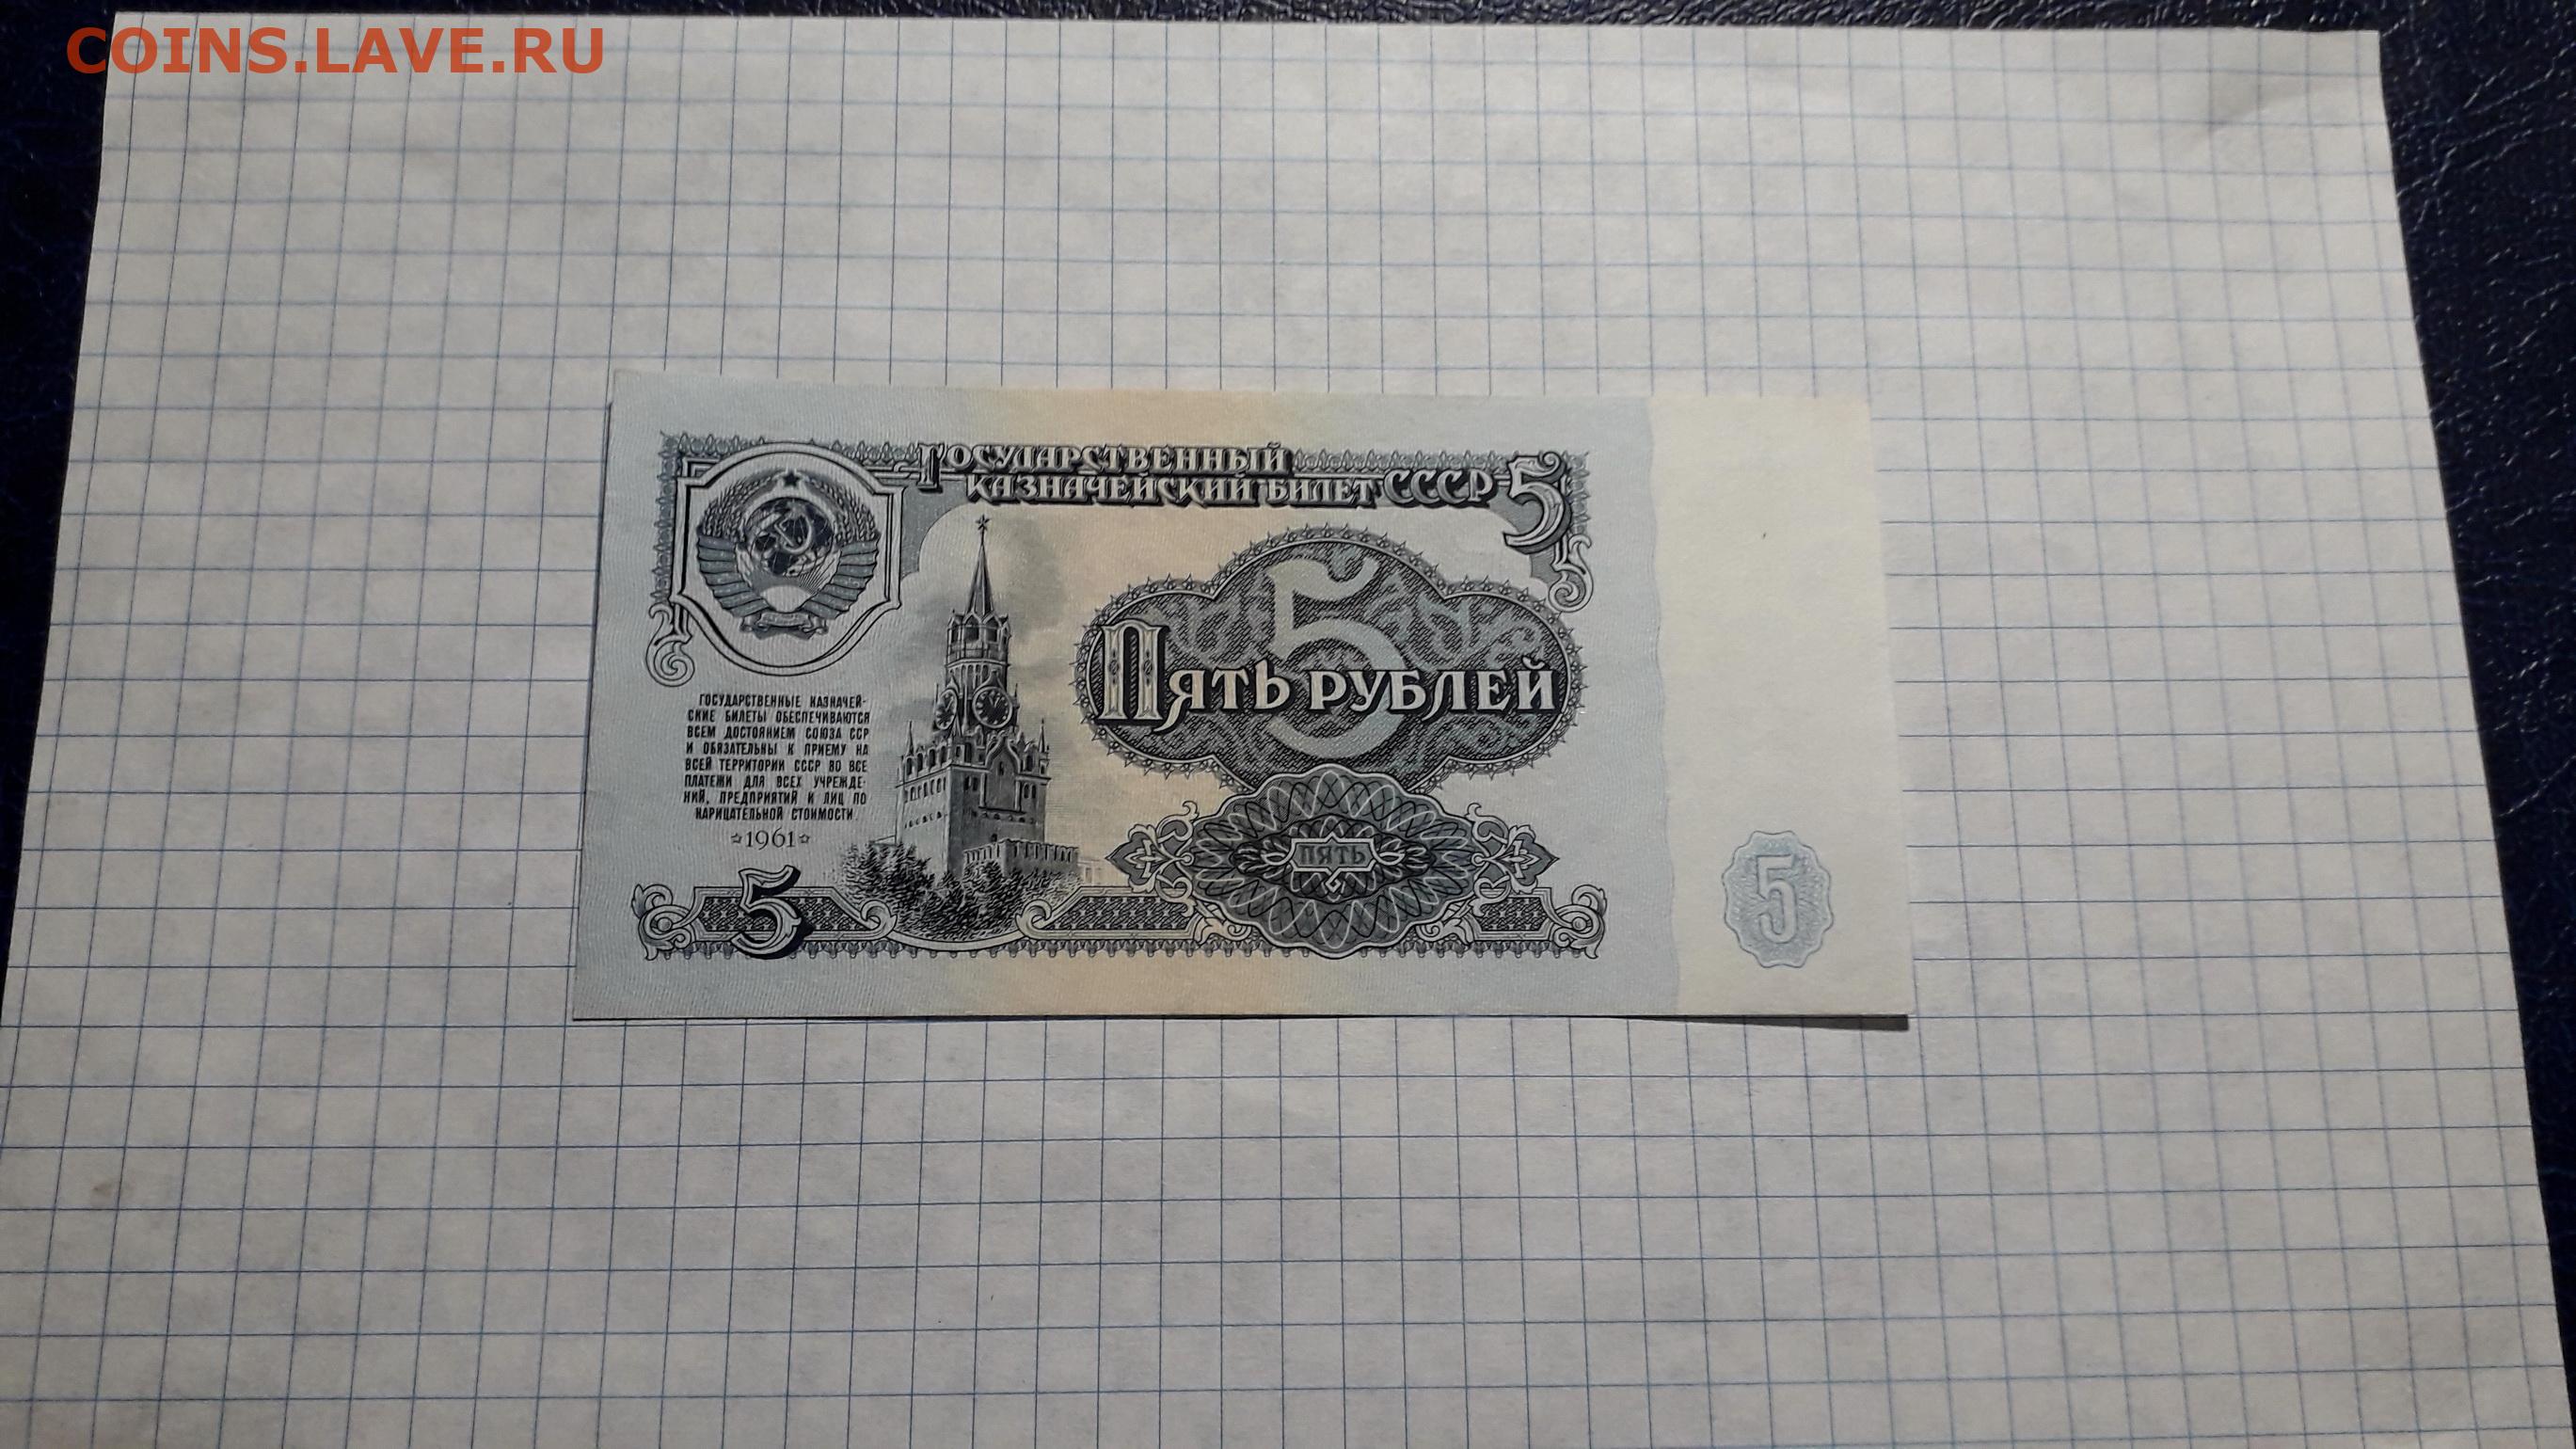 COINS.LAVE.RU
ГОСУДАРСТВЕННЫЙ
КАЗНАЧЕЙСКИЙ БИЛЕТ СССР 5
5
ПЯТЬ РУБЛЕЙ
ГОСУДАРСТВЕННЫЕ КАЗНАЧЕЙ-
СКИЕ БИЛЕТЫ ОБЕСПЕЧИВАЮТСЯ
ВСЕМ ДОСТОЯНИЕМ СОЮЗА ССР
И ОБЯЗАТЕЛЬНЫ К ПРИЕМУ НА
ВСЕЙ ТЕРРИТОРИИ СССР ВО ВСЕ
ПЛАТЕЖИ ДЛЯ ВСЕХ УЧРЕЖДЕ-
НИЙ, ПРЕДПРИЯТИЙ И ЛИЦ ПО
НАРИЦАТЕЛЬНОЙ СТОИМОСТИ.
1961
ПЯТЬ
5
5